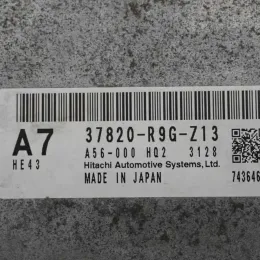 A7 37820-R9G-Z13
HE43 A56-000 HQ2 3128
Hitachi Automotive Systems,Ltd.
MADE IN JAPAN 743646